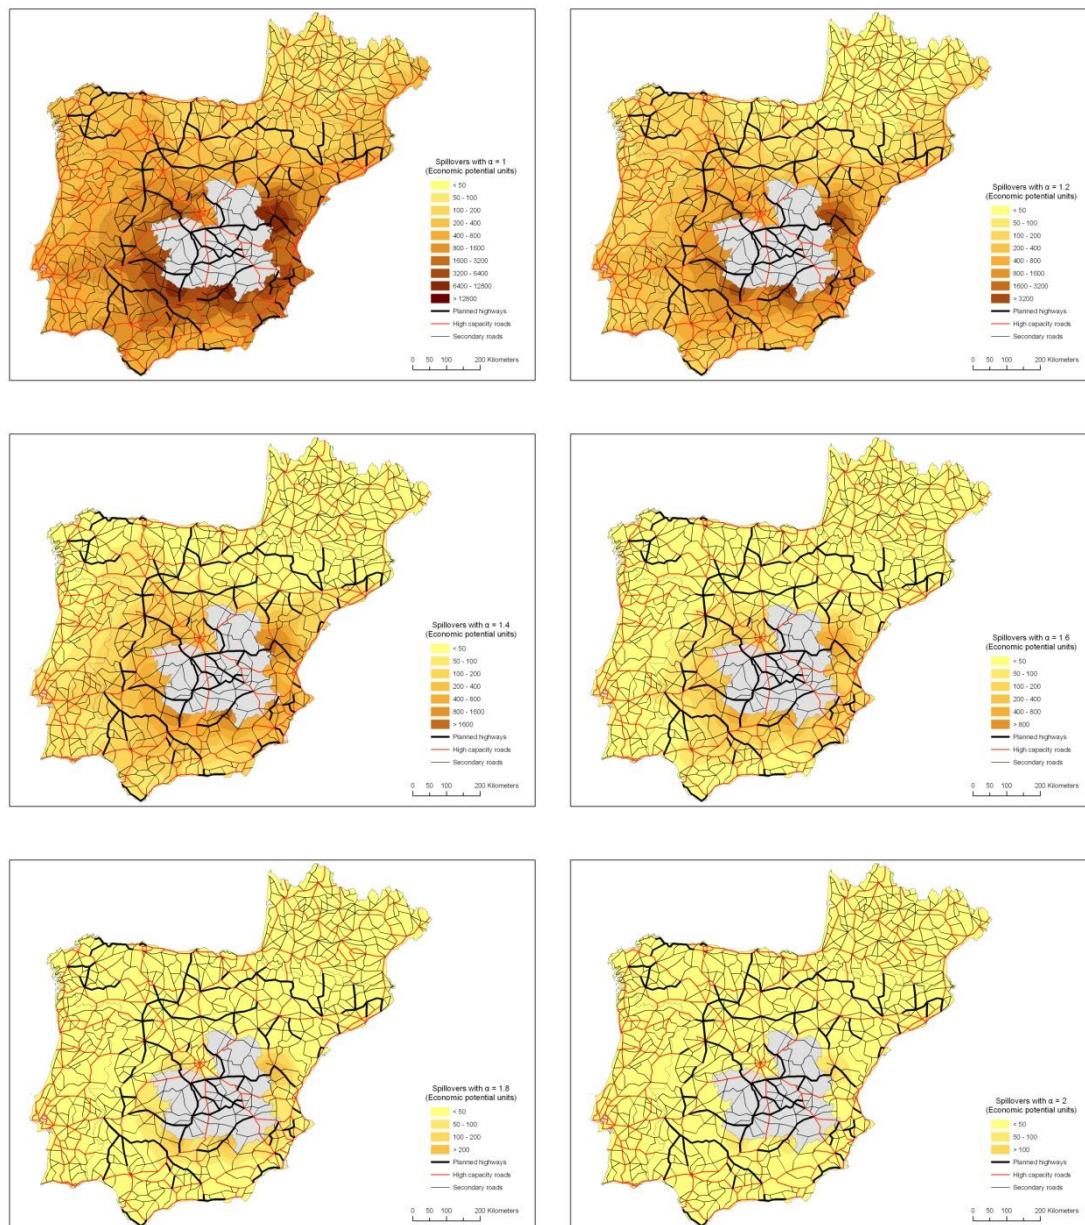 Spillovers with α = 1
(Economic potential units)
< 50
50 - 100
100 - 200
200 - 400
400 - 800
800 - 1600
1600 - 3200
3200 - 6400
6400 - 12800
> 12800
Planned highways
High capacity roads
Secondary roads
0 50 100 200 Kilometers
Spillovers with α = 1.2
(Economic potential units)
< 50
50 - 100
100 - 200
200 - 400
400 - 800
800 - 1600
1600 - 3200
> 3200
Planned highways
High capacity roads
Secondary roads
0 50 100 200 Kilometers
Spillovers with α = 1.4
(Economic potential units)
< 50
50 - 100
100 - 200
200 - 400
400 - 800
800 - 1600
> 1600
Planned highways
High capacity roads
Secondary roads
0 50 100 200 Kilometers
Spillovers with α = 1.6
(Economic potential units)
< 50
50 - 100
100 - 200
200 - 400
400 - 800
> 800
Planned highways
High capacity roads
Secondary roads
0 50 100 200 Kilometers
Spillovers with α = 1.8
(Economic potential units)
< 50
50 - 100
100 - 200
> 200
Planned highways
High capacity roads
Secondary roads
0 50 100 200 Kilometers
Spillovers with α = 2
(Economic potential units)
< 50
50 - 100
> 100
Planned highways
High capacity roads
Secondary roads
0 50 100 200 Kilometers